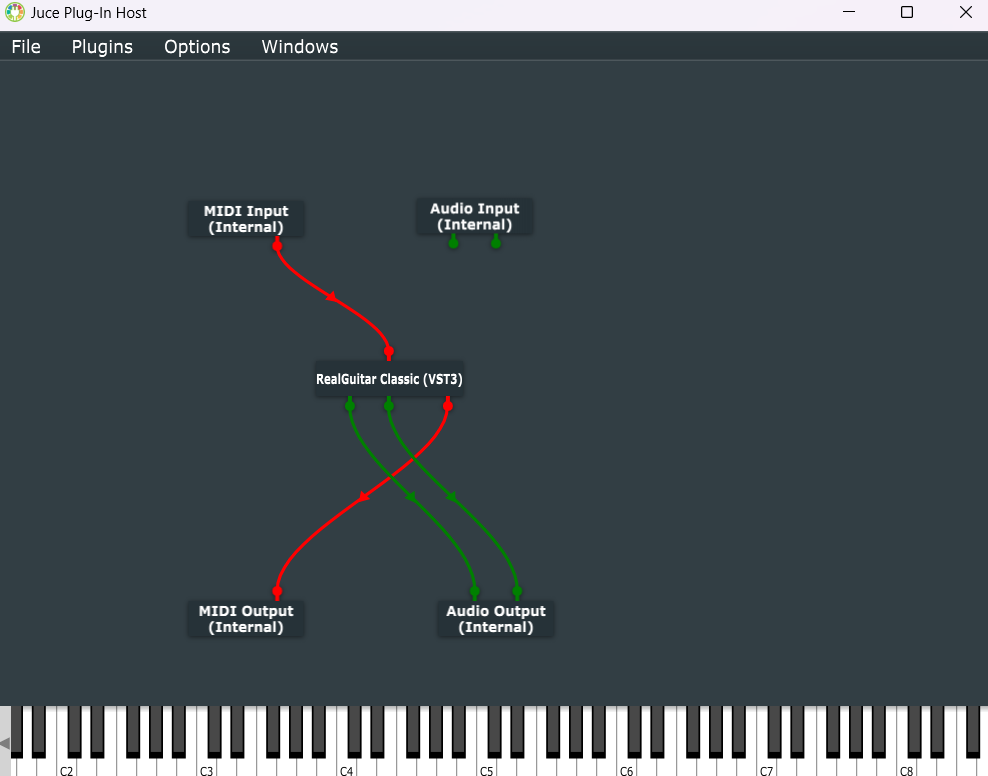 Juce Plug-In Host
File Plugins Options Windows
MIDI Input
(Internal)
Audio Input
(Internal)
RealGuitar Classic (VST3)
MIDI Output
(Internal)
Audio Output
(Internal)
C2 C3 C4 C5 C6 C7 C8